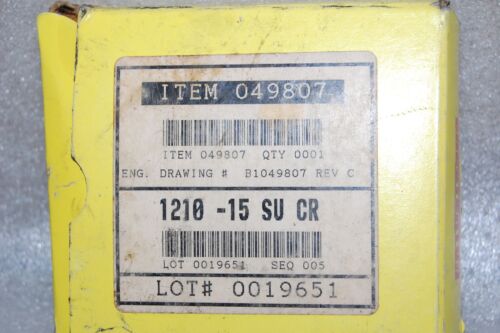 ITEM 049807
ITEM 049807 QTY 0001
ENG. DRAWING # B1049807 REV C
1210 -15 SU CR
LOT 0019651 SEQ 005
LOT# 0019651